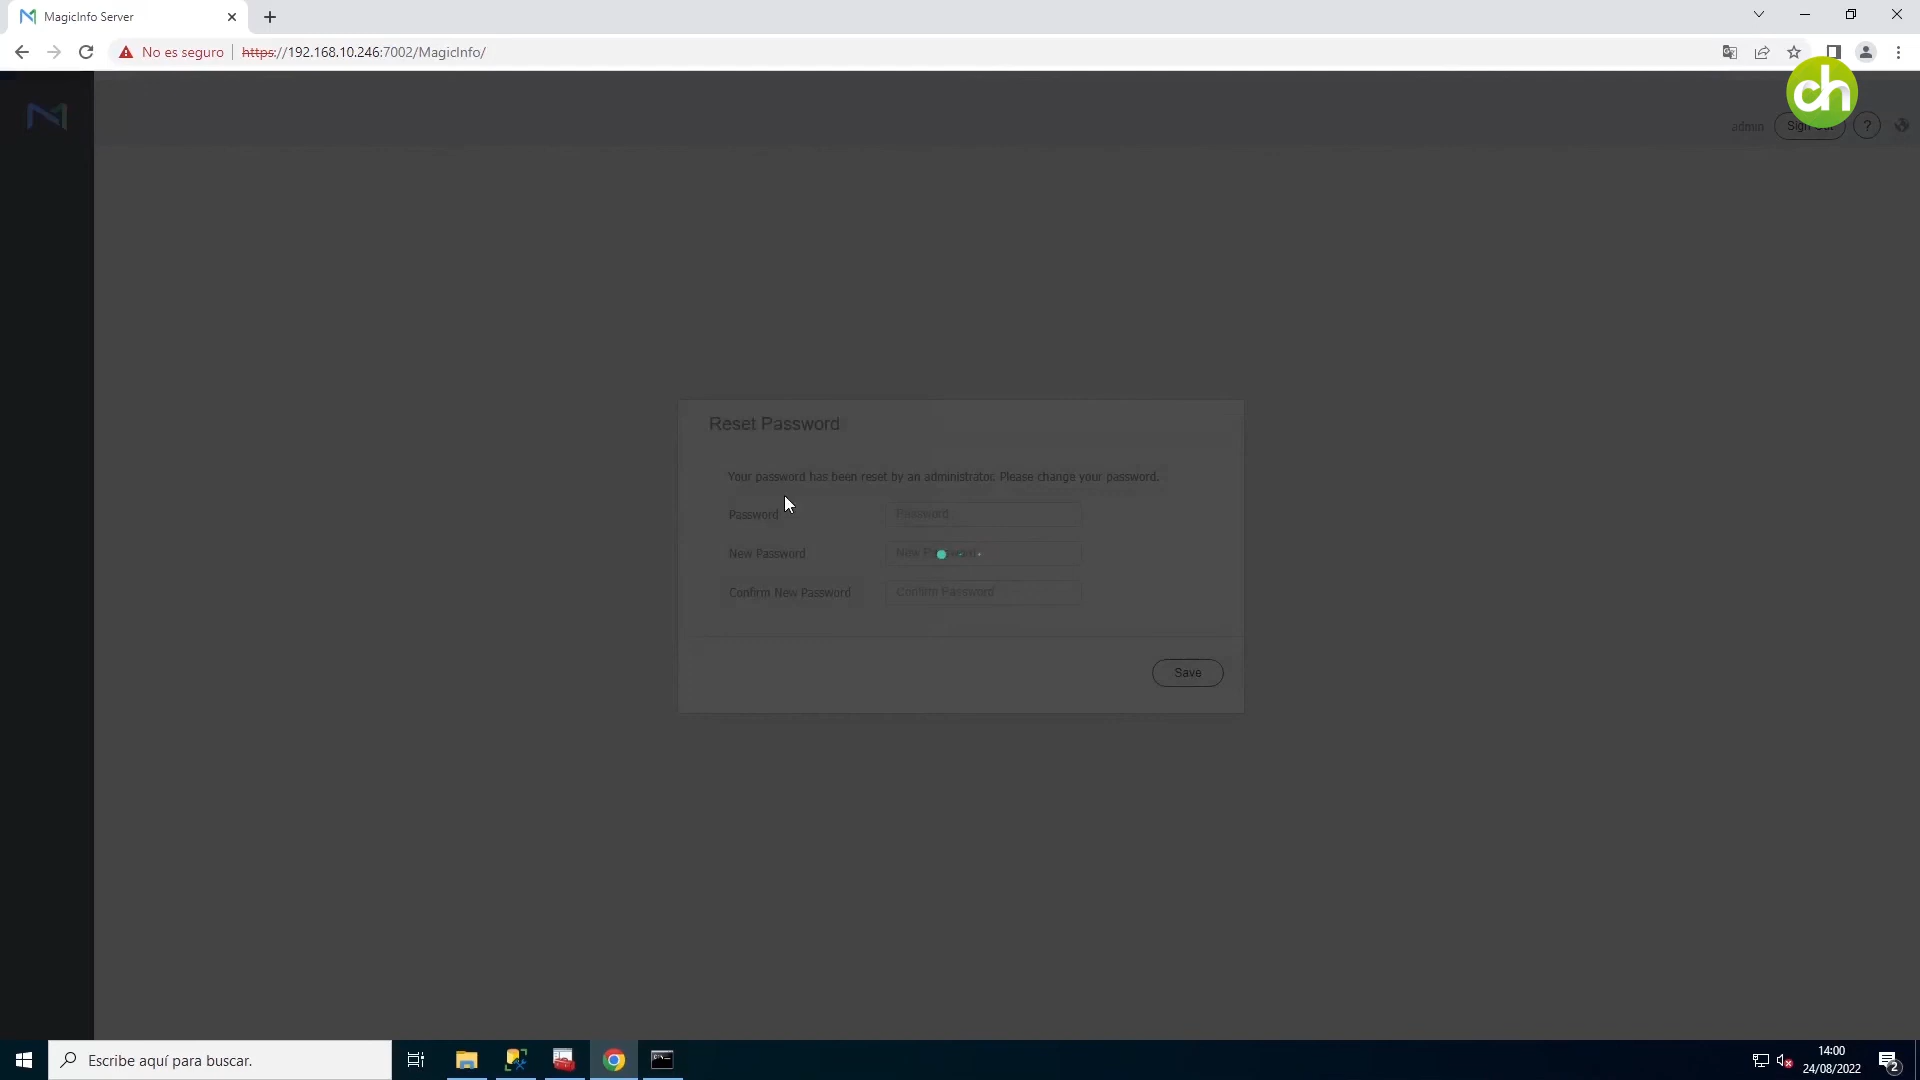 MagicInfo Server
No es seguro
https://192.168.10.246:7002/MagicInfo/
ch
admin
?
Reset Password
Your password has been reset by an administrator. Please change your password.
Password
Password
New Password
Confirm New Password
Confirm Password
Save
Escribe aquí para buscar.
14:00
24/08/2022
2